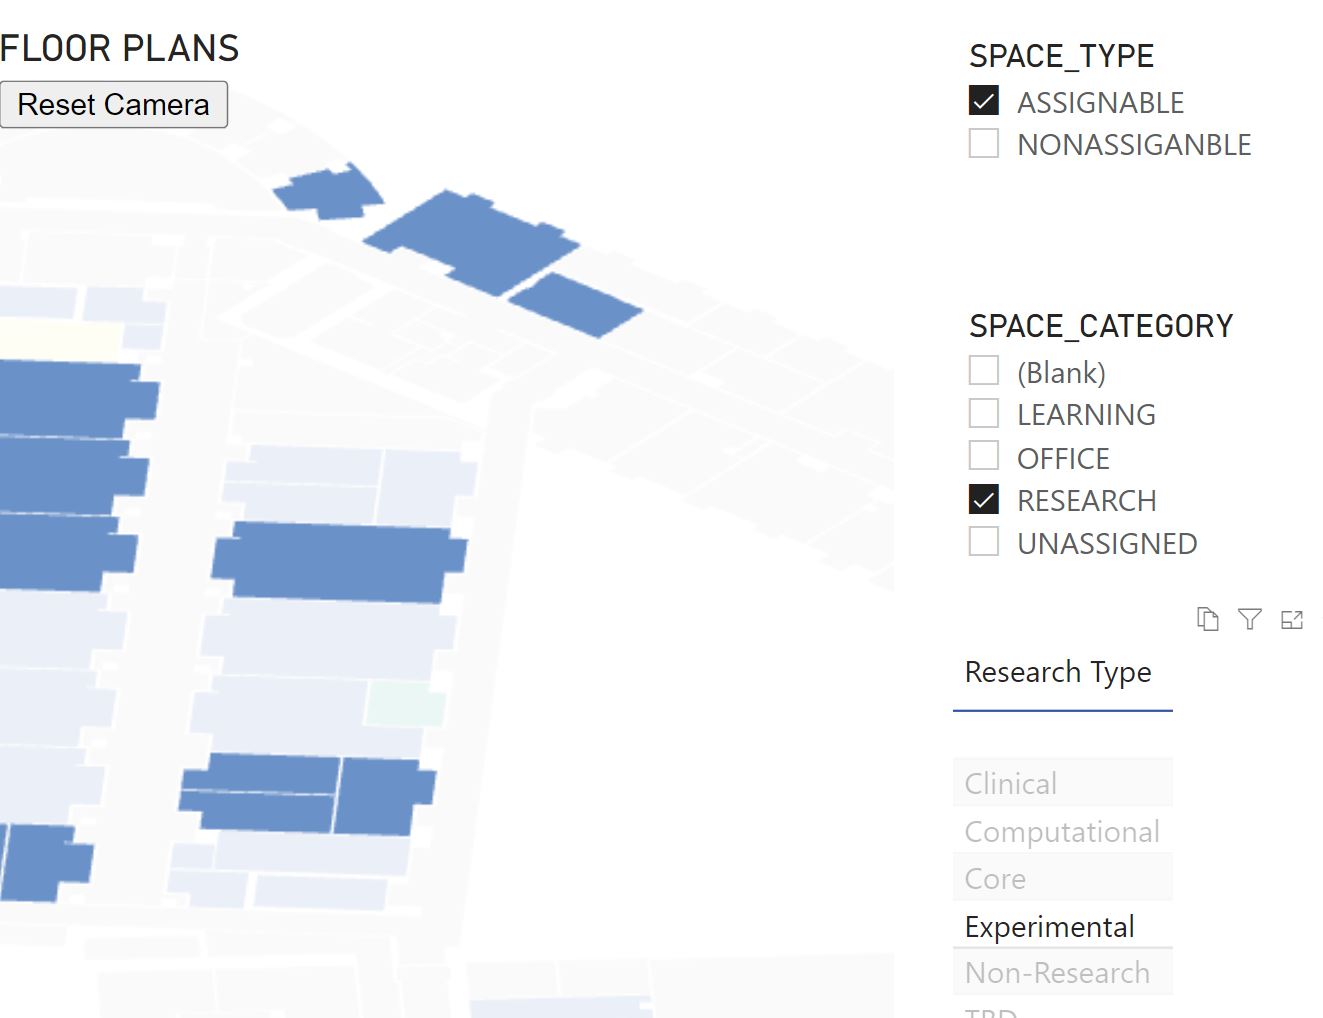 FLOOR PLANS
Reset Camera
SPACE_TYPE
ASSIGNABLE
NONASSIGANBLE
SPACE_CATEGORY
(Blank)
LEARNING
OFFICE
RESEARCH
UNASSIGNED
Research Type
Clinical
Computational
Core
Experimental
Non-Research
TBD